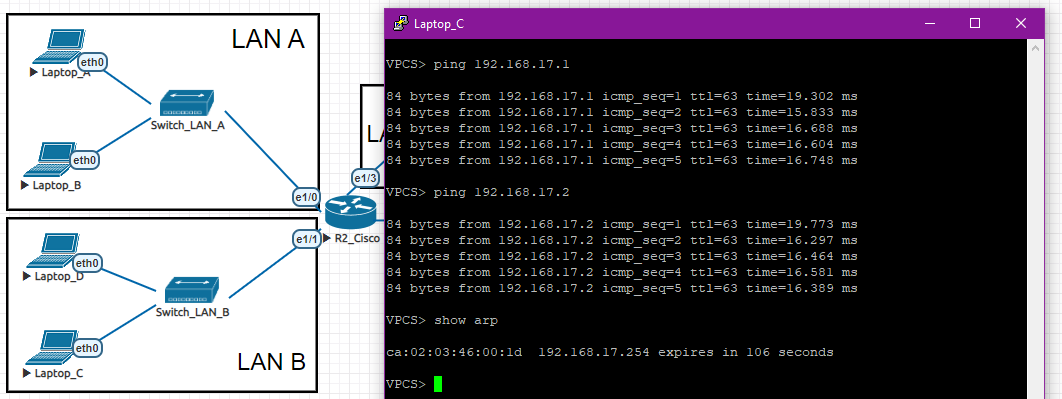 LAN A
eth0
Laptop_A
Switch_LAN_A
eth0
Laptop_B
e1/0
e1/3
LA
R2_Cisco
e1/1
eth0
Laptop_D
Switch_LAN_B
eth0
Laptop_C
LAN B
Laptop_C
VPCS> ping 192.168.17.1
84 bytes from 192.168.17.1 icmp_seq=1 ttl=63 time=19.302 ms
84 bytes from 192.168.17.1 icmp_seq=2 ttl=63 time=15.833 ms
84 bytes from 192.168.17.1 icmp_seq=3 ttl=63 time=16.688 ms
84 bytes from 192.168.17.1 icmp_seq=4 ttl=63 time=16.604 ms
84 bytes from 192.168.17.1 icmp_seq=5 ttl=63 time=16.748 ms
VPCS> ping 192.168.17.2
84 bytes from 192.168.17.2 icmp_seq=1 ttl=63 time=19.773 ms
84 bytes from 192.168.17.2 icmp_seq=2 ttl=63 time=16.297 ms
84 bytes from 192.168.17.2 icmp_seq=3 ttl=63 time=16.464 ms
84 bytes from 192.168.17.2 icmp_seq=4 ttl=63 time=16.581 ms
84 bytes from 192.168.17.2 icmp_seq=5 ttl=63 time=16.389 ms
VPCS> show arp
ca:02:03:46:00:1d  192.168.17.254 expires in 106 seconds
VPCS>